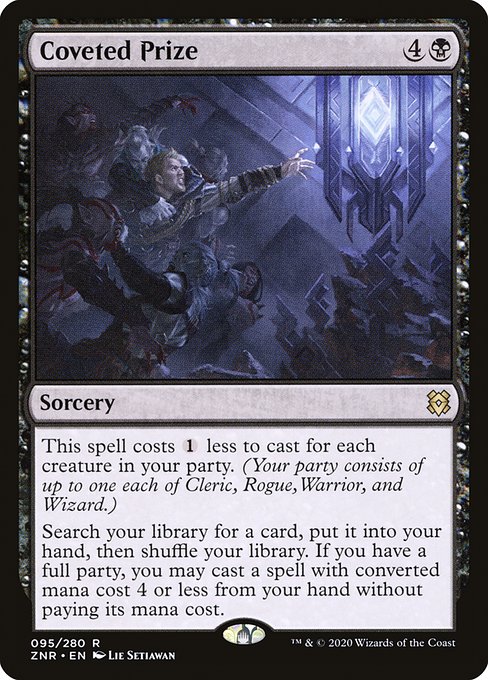 Coveted Prize 4
Sorcery
This spell costs 1 less to cast for each
creature in your party. (Your party consists of
up to one each of Cleric, Rogue, Warrior, and
Wizard.)
Search your library for a card, put it into your
hand, then shuffle your library. If you have a
full party, you may cast a spell with converted
mana cost 4 or less from your hand without
paying its mana cost.
095/280 R
ZNR • EN Lie Setiawan
™ & © 2020 Wizards of the Coast